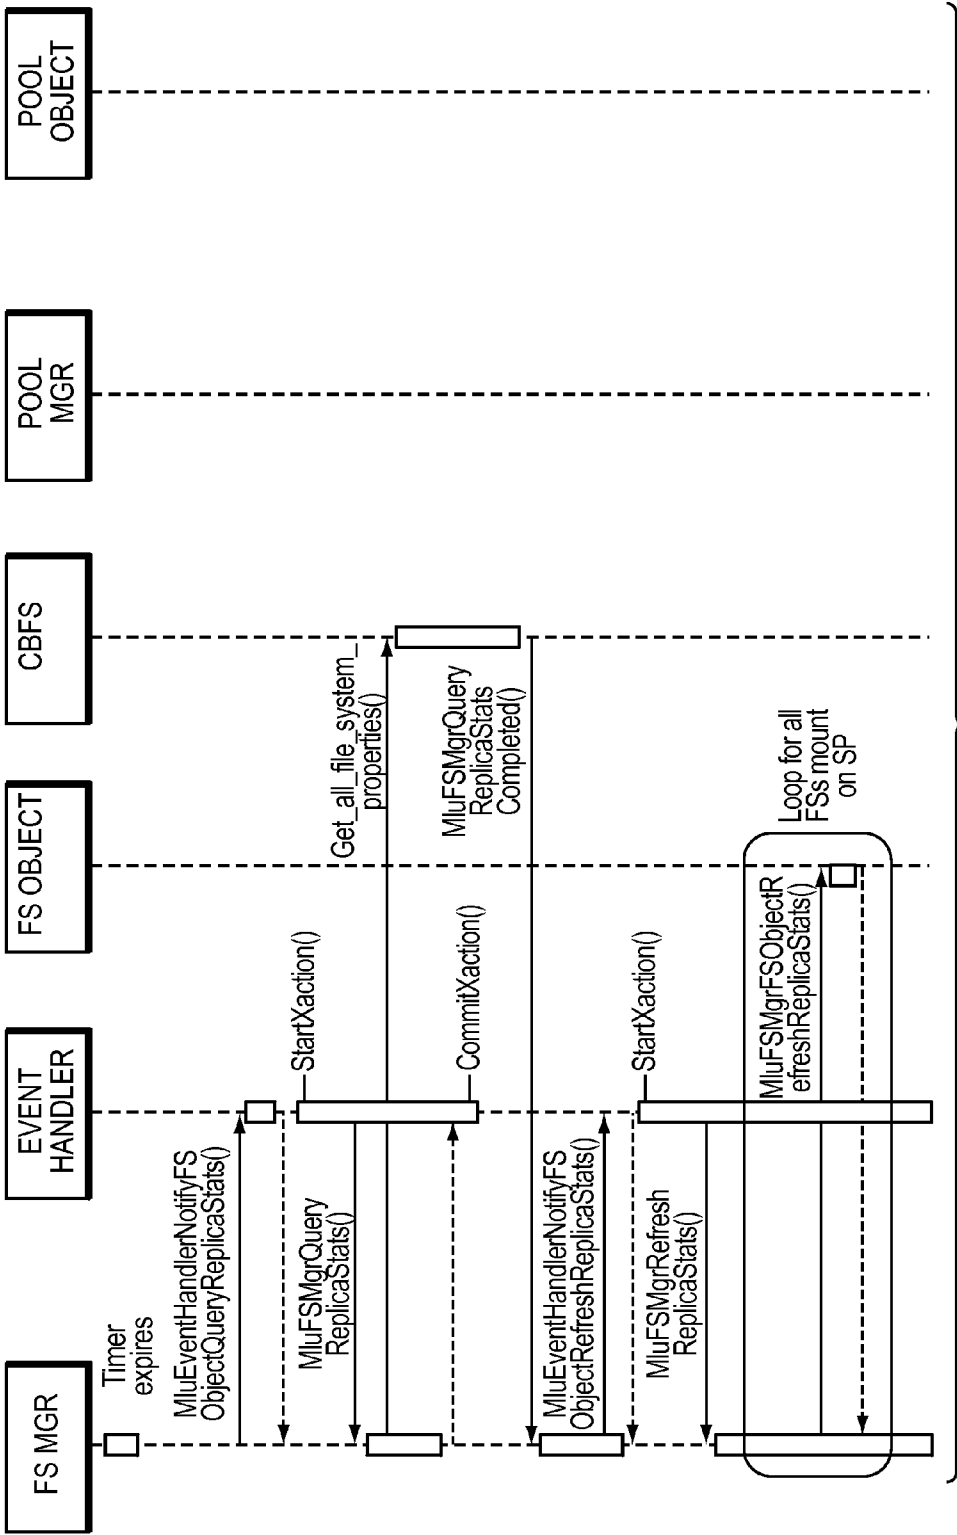 FS MGR
EVENT
HANDLER
FS OBJECT
CBFS
POOL
MGR
POOL
OBJECT
Timer
expires
MluEventHandlerNotifyFS
ObjectQueryReplicaStats()
StartXaction()
MluFSMgrQuery
ReplicaStats()
Get_all_file_system_
properties()
CommitXaction()
MluFSMgrQuery
ReplicaStats
Completed()
MluEventHandlerNotifyFS
ObjectRefreshReplicaStats()
StartXaction()
MluFSMgrRefresh
ReplicaStats()
MluFSMgrFSObjectR
efreshReplicaStats()
Loop for all
FSs mount
on SP